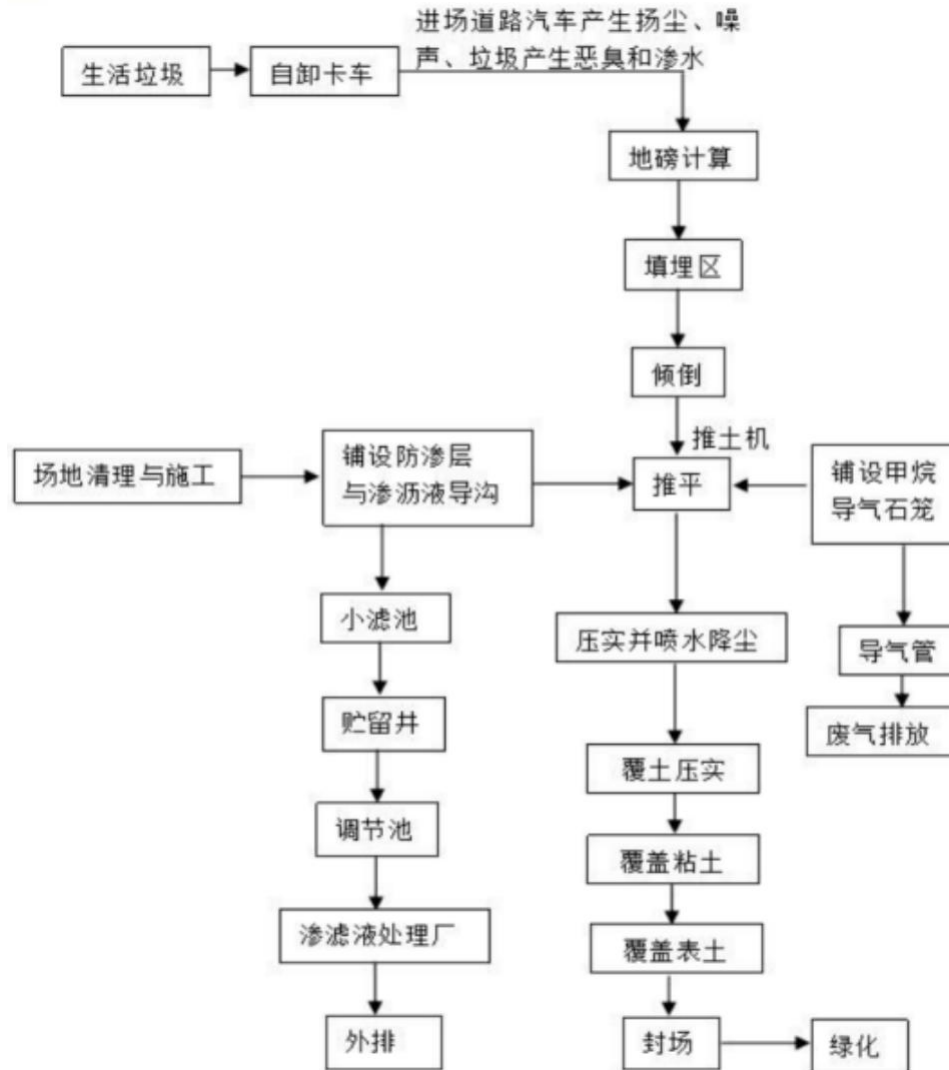 进场道路汽车产生扬尘、噪
声、垃圾产生恶臭和渗水
生活垃圾
自卸卡车
地磅计算
填埋区
倾倒
推土机
场地清理与施工
铺设防渗层
与渗沥液导沟
推平
铺设甲烷
导气石笼
小滤池
压实并喷水降尘
导气管
贮留井
废气排放
覆土压实
调节池
覆盖粘土
渗滤液处理厂
覆盖表土
外排
封场
绿化